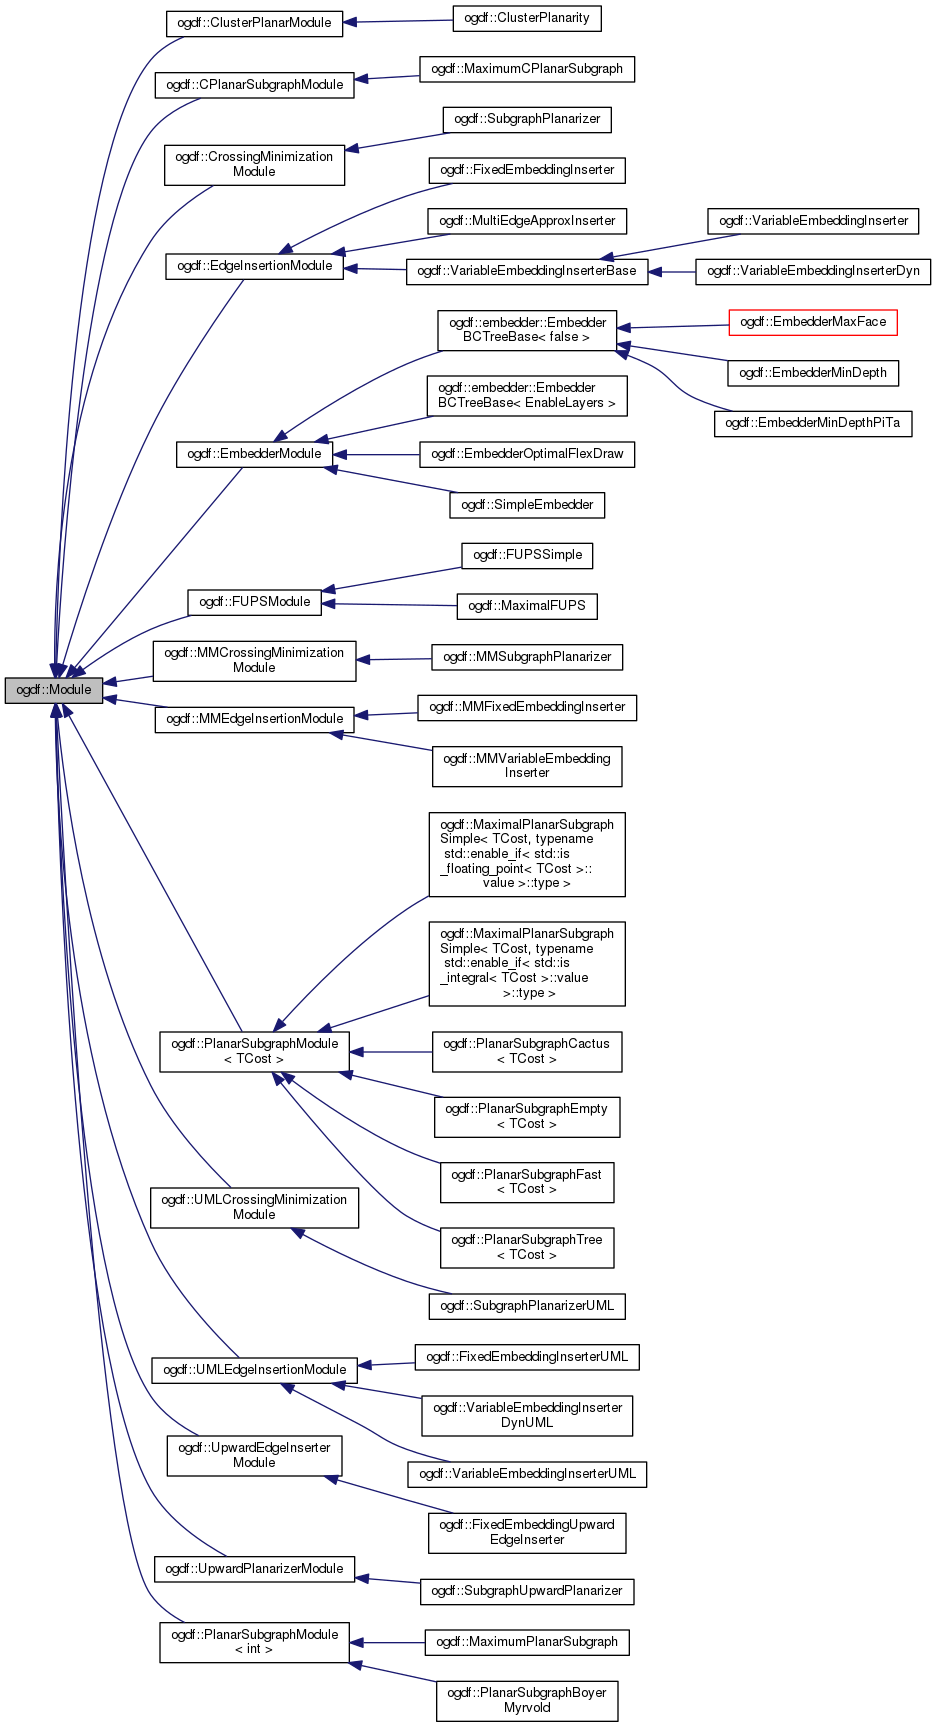 ogdf::ClusterPlanarModule
ogdf::ClusterPlanarity
ogdf::CPlanarSubgraphModule
ogdf::MaximumCPlanarSubgraph
ogdf::CrossingMinimization
Module
ogdf::SubgraphPlanarizer
ogdf::EdgeInsertionModule
ogdf::FixedEmbeddingInserter
ogdf::MultiEdgeApproxInserter
ogdf::VariableEmbeddingInserterBase
ogdf::VariableEmbeddingInserter
ogdf::VariableEmbeddingInserterDyn
ogdf::EmbedderModule
ogdf::embedder::Embedder
BCTreeBase< false >
ogdf::EmbedderMaxFace
ogdf::EmbedderMinDepth
ogdf::EmbedderMinDepthPiTa
ogdf::embedder::Embedder
BCTreeBase< EnableLayers >
ogdf::EmbedderOptimalFlexDraw
ogdf::SimpleEmbedder
ogdf::FUPSModule
ogdf::FUPSSimple
ogdf::MaximalFUPS
ogdf::Module
ogdf::MMCrossingMinimization
Module
ogdf::MMSubgraphPlanarizer
ogdf::MMEdgeInsertionModule
ogdf::MMFixedEmbeddingInserter
ogdf::MMVariableEmbedding
Inserter
ogdf::PlanarSubgraphModule
< TCost >
ogdf::MaximalPlanarSubgraph
Simple< TCost, typename
std::enable_if< std::is
_floating_point< TCost >::
value >::type >
ogdf::MaximalPlanarSubgraph
Simple< TCost, typename
std::enable_if< std::is
_integral< TCost >::value
>::type >
ogdf::PlanarSubgraphCactus
< TCost >
ogdf::PlanarSubgraphEmpty
< TCost >
ogdf::PlanarSubgraphFast
< TCost >
ogdf::PlanarSubgraphTree
< TCost >
ogdf::UMLCrossingMinimization
Module
ogdf::SubgraphPlanarizerUML
ogdf::UMLEdgeInsertionModule
ogdf::FixedEmbeddingInserterUML
ogdf::VariableEmbeddingInserter
DynUML
ogdf::VariableEmbeddingInserterUML
ogdf::UpwardEdgeInserter
Module
ogdf::FixedEmbeddingUpward
EdgeInserter
ogdf::UpwardPlanarizerModule
ogdf::SubgraphUpwardPlanarizer
ogdf::PlanarSubgraphModule
< int >
ogdf::MaximumPlanarSubgraph
ogdf::PlanarSubgraphBoyer
Myrvold